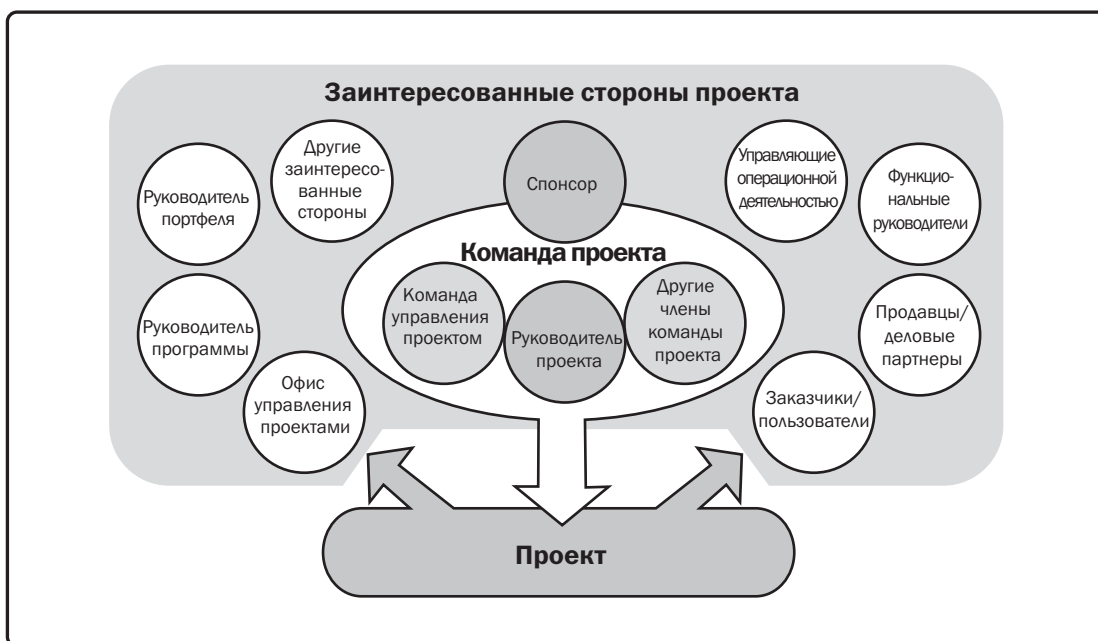 Заинтересованные стороны проекта
Руководитель
портфеля
Другие
заинтересо-
ванные
стороны
Спонсор
Управляющие
операционной
деятельностью
Функцио-
нальные
руководители
Команда проекта
Команда
управления
проектом
Руководитель
проекта
Другие
члены
команды
проекта
Руководитель
программы
Офис
управления
проектами
Продавцы/
деловые
партнеры
Заказчики/
пользователи
Проект